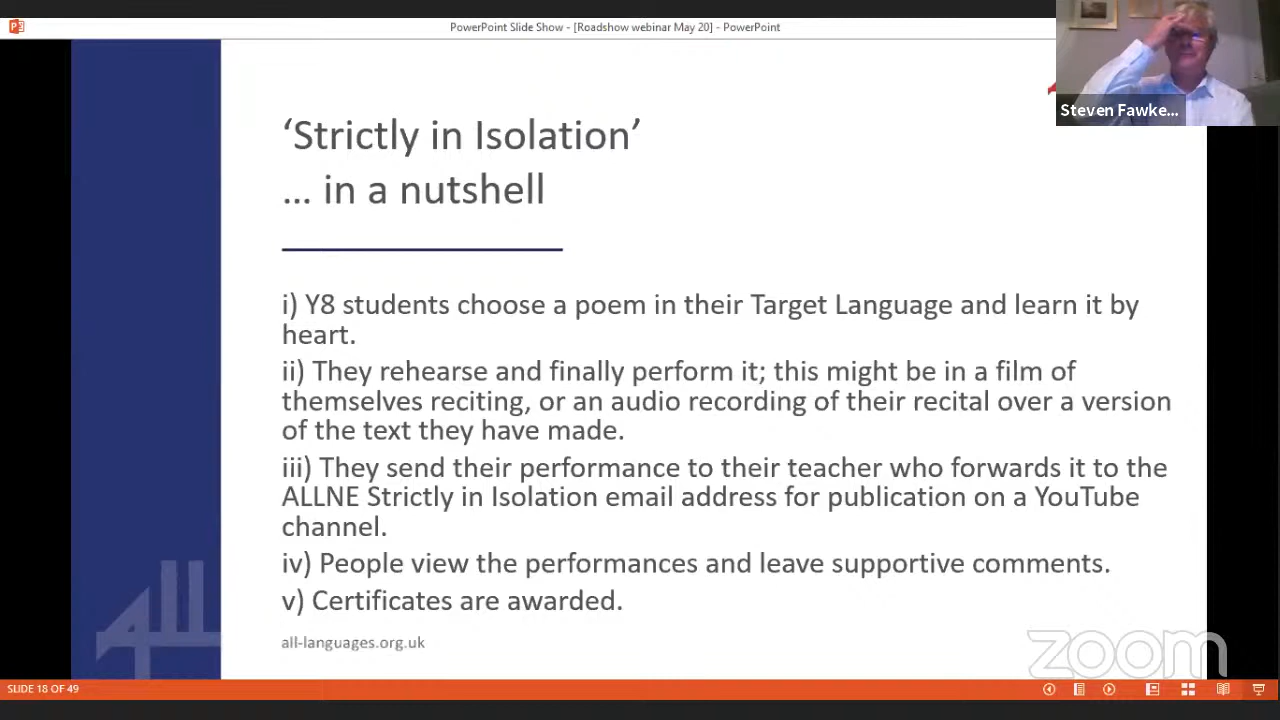 PowerPoint Slide Show - [Roadshow webinar May 20] - PowerPoint
Steven Fawke...
‘Strictly in Isolation’
... in a nutshell
i) Y8 students choose a poem in their Target Language and learn it by
heart.
ii) They rehearse and finally perform it; this might be in a film of
themselves reciting, or an audio recording of their recital over a version
of the text they have made.
iii) They send their performance to their teacher who forwards it to the
ALLNE Strictly in Isolation email address for publication on a YouTube
channel.
iv) People view the performances and leave supportive comments.
v) Certificates are awarded.
all-languages.org.uk
zoom
SLIDE 18 OF 49